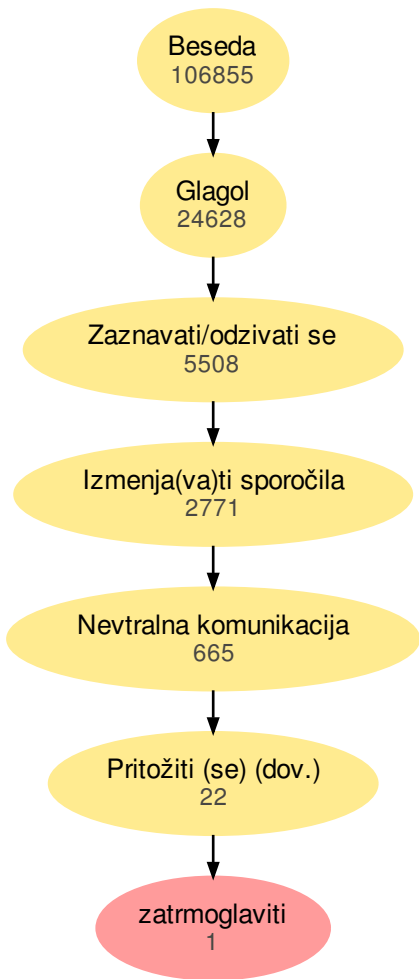 Beseda
106855
Glagol
24628
Zaznavati/odzivati se
5508
Izmenja(va)ti sporočila
2771
Nevtralna komunikacija
665
Pritožiti (se) (dov.)
22
zatrmoglaviti
1